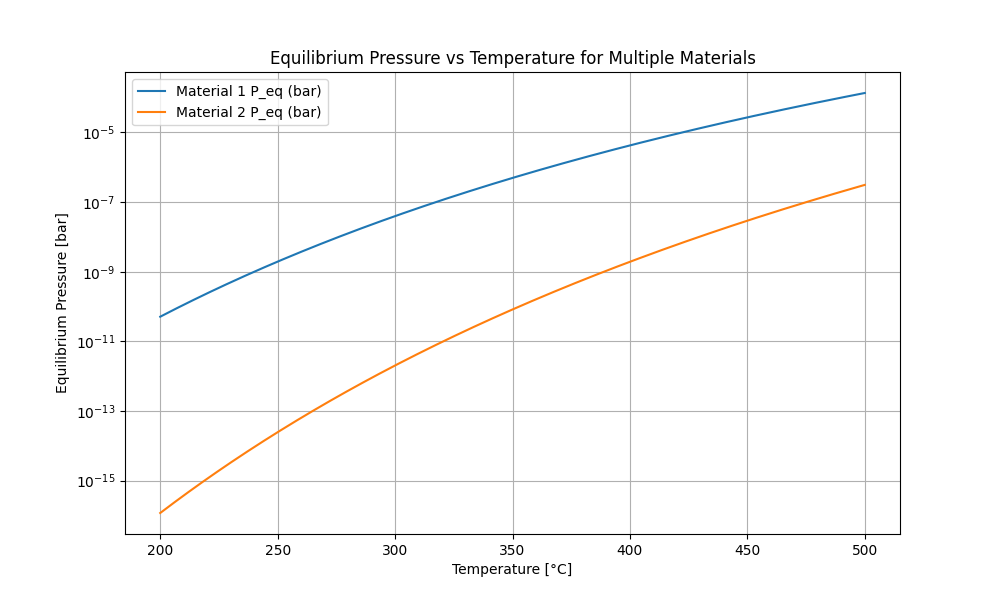 Equilibrium Pressure vs Temperature for Multiple Materials
Material 1 P_eq (bar)
Material 2 P_eq (bar)
Equilibrium Pressure [bar]
10⁻⁵
10⁻⁷
10⁻⁹
10⁻¹¹
10⁻¹³
10⁻¹⁵
200 250 300 350 400 450 500
Temperature [°C]